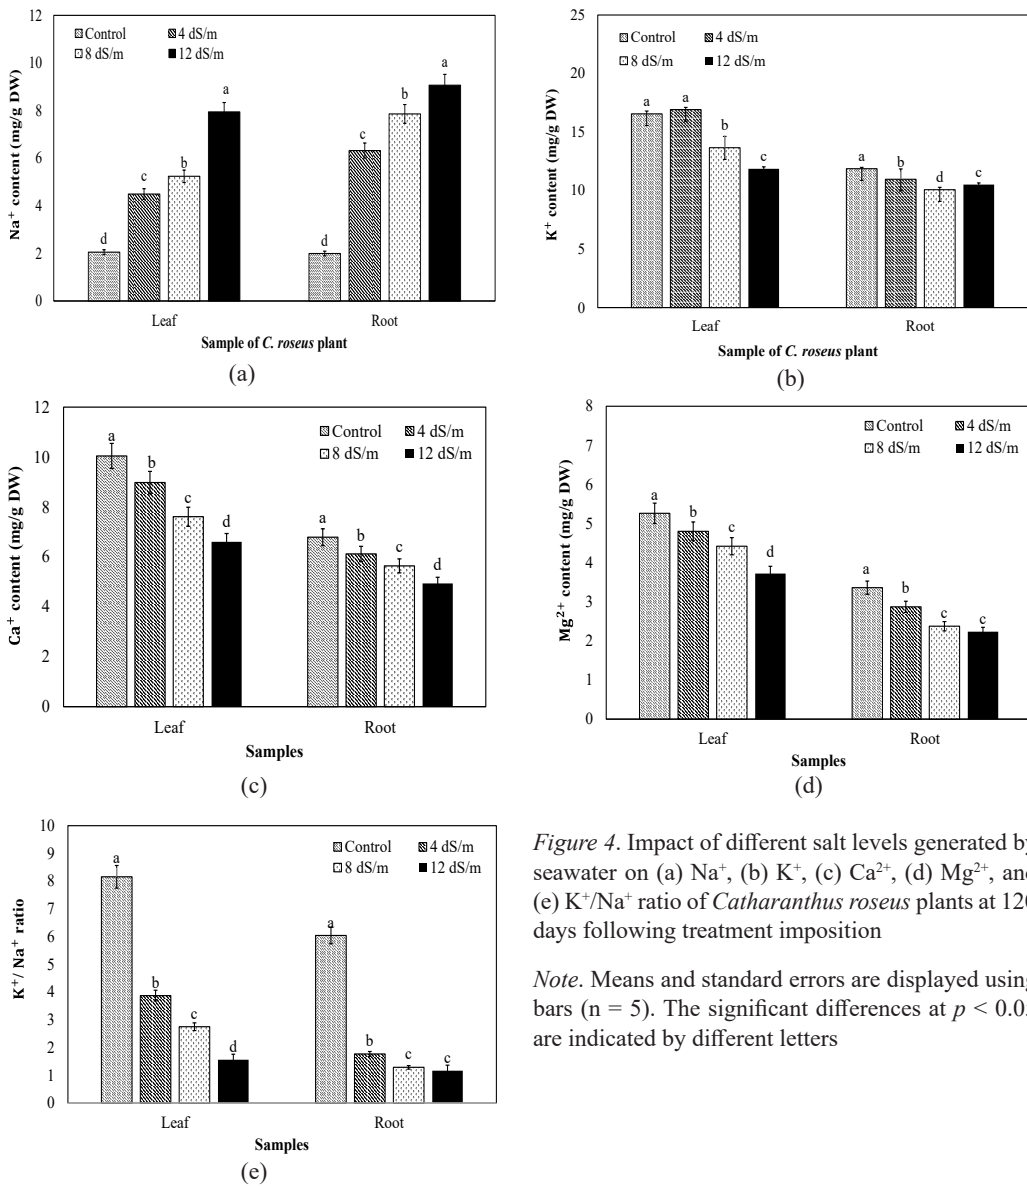 12
10
8
6
4
2
0
Na⁺ content (mg/g DW)
Control
4 dS/m
8 dS/m
12 dS/m
d
c
b
a
d
c
b
a
Leaf
Root
Sample of C. roseus plant
(a)
25
20
15
10
5
0
K⁺ content (mg/g DW)
Control
4 dS/m
8 dS/m
12 dS/m
a
a
b
c
a
b
d
c
Leaf
Root
Sample of C. roseus plant
(b)
12
10
8
6
4
2
0
Ca⁺ content (mg/g DW)
Control
4 dS/m
8 dS/m
12 dS/m
a
b
c
d
a
b
c
d
Leaf
Root
Samples
(c)
8
7
6
5
4
3
2
1
0
Mg²⁺ content (mg/g DW)
Control
4 dS/m
8 dS/m
12 dS/m
a
b
c
d
a
b
c
c
Leaf
Root
Samples
(d)
10
9
8
7
6
5
4
3
2
1
0
K⁺/ Na⁺ ratio
Control
4 dS/m
8 dS/m
12 dS/m
a
b
c
d
a
b
c
c
Leaf
Root
Samples
(e)
Figure 4. Impact of different salt levels generated by
seawater on (a) Na⁺, (b) K⁺, (c) Ca²⁺, (d) Mg²⁺, and
(e) K⁺/Na⁺ ratio of Catharanthus roseus plants at 120
days following treatment imposition
Note. Means and standard errors are displayed using
bars (n = 5). The significant differences at p < 0.05
are indicated by different letters